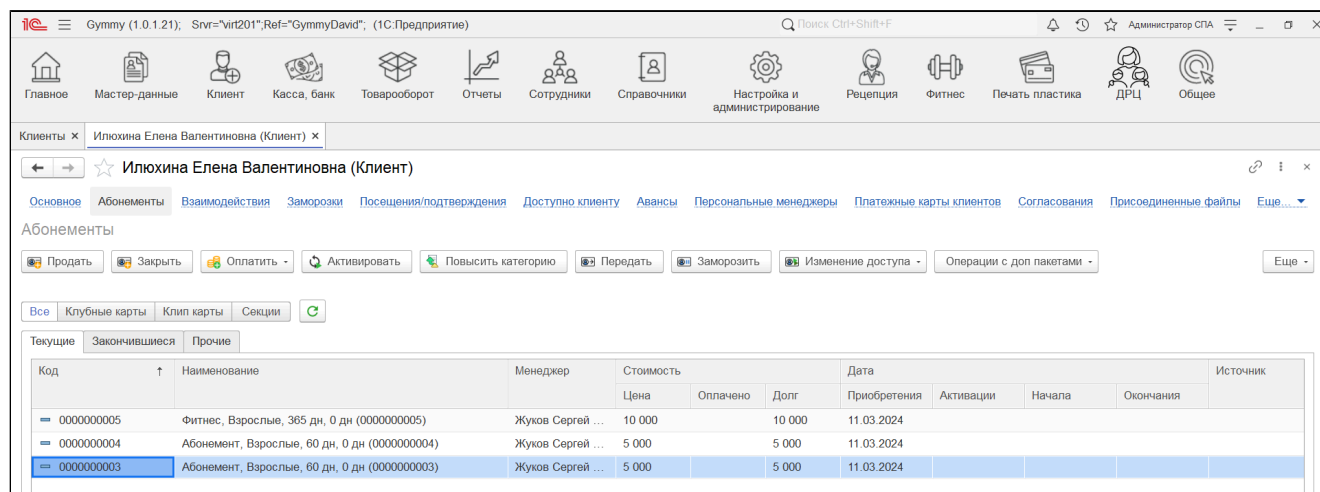 Gymmy (1.0.1.21); Srvr="virt201";Ref="GymmyDavid"; (1С:Предприятие) Поиск Ctrl+Shift+F Администратор СПА
Главное Мастер-данные Клиент Касса, банк Товарооборот Отчеты Сотрудники Справочники Настройка и администрирование Рецепция Фитнес Печать пластика ДРЦ Общее
Клиенты × Илюхина Елена Валентиновна (Клиент) ×
Илюхина Елена Валентиновна (Клиент)
Основное Абонементы Взаимодействия Заморозки Посещения/подтверждения Доступно клиенту Авансы Персональные менеджеры Платежные карты клиентов Согласования Присоединенные файлы Еще...
Абонементы
Продать Закрыть Оплатить Активировать Повысить категорию Передать Заморозить Изменение доступа Операции с доп пакетами Еще
Все Клубные карты Клип карты Секции
Текущие Закончившиеся Прочие
Код ↑ Наименование Менеджер Стоимость Дата Источник
Цена Оплачено Долг Приобретения Активации Начала Окончания
0000000005 Фитнес, Взрослые, 365 дн, 0 дн (0000000005) Жуков Сергей ... 10 000 10 000 11.03.2024
0000000004 Абонемент, Взрослые, 60 дн, 0 дн (0000000004) Жуков Сергей ... 5 000 5 000 11.03.2024
0000000003 Абонемент, Взрослые, 60 дн, 0 дн (0000000003) Жуков Сергей ... 5 000 5 000 11.03.2024